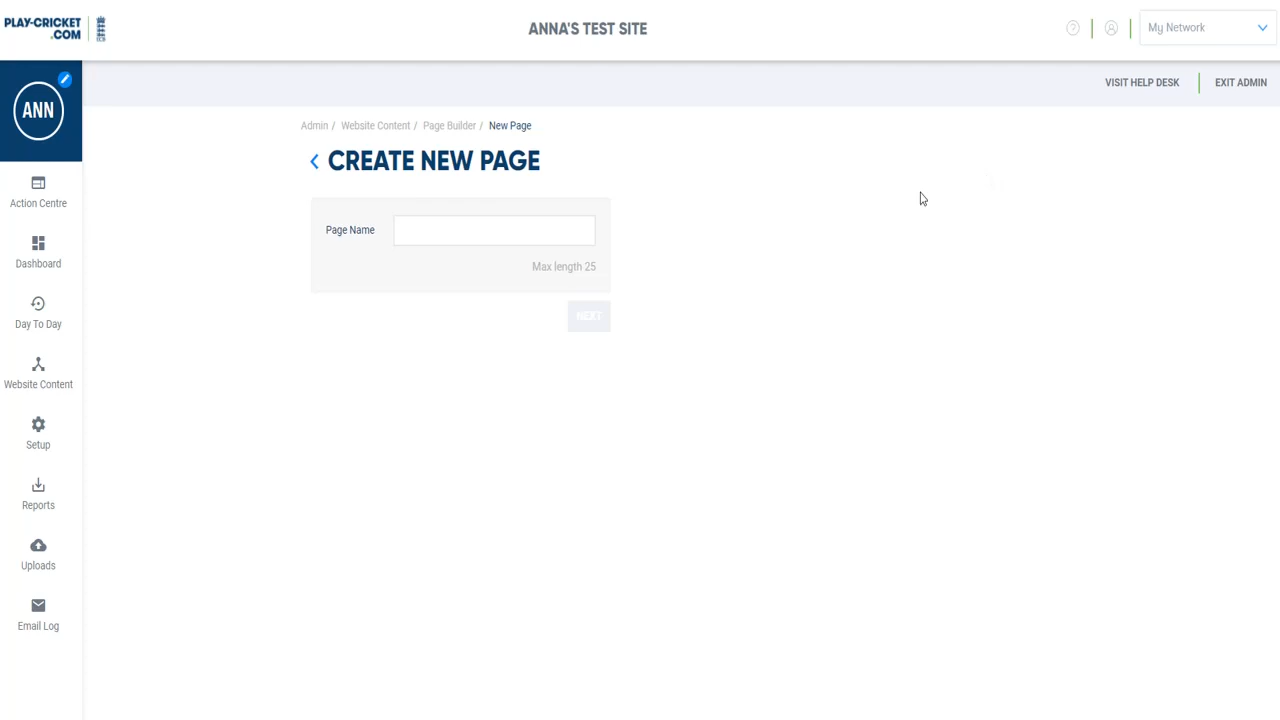 PLAY-CRICKET
.COM
ANNA'S TEST SITE
?
My Network
ANN
VISIT HELP DESK
EXIT ADMIN
Admin / Website Content / Page Builder / New Page
CREATE NEW PAGE
Page Name
Max length 25
NEXT
Action Centre
Dashboard
Day To Day
Website Content
Setup
Reports
Uploads
Email Log